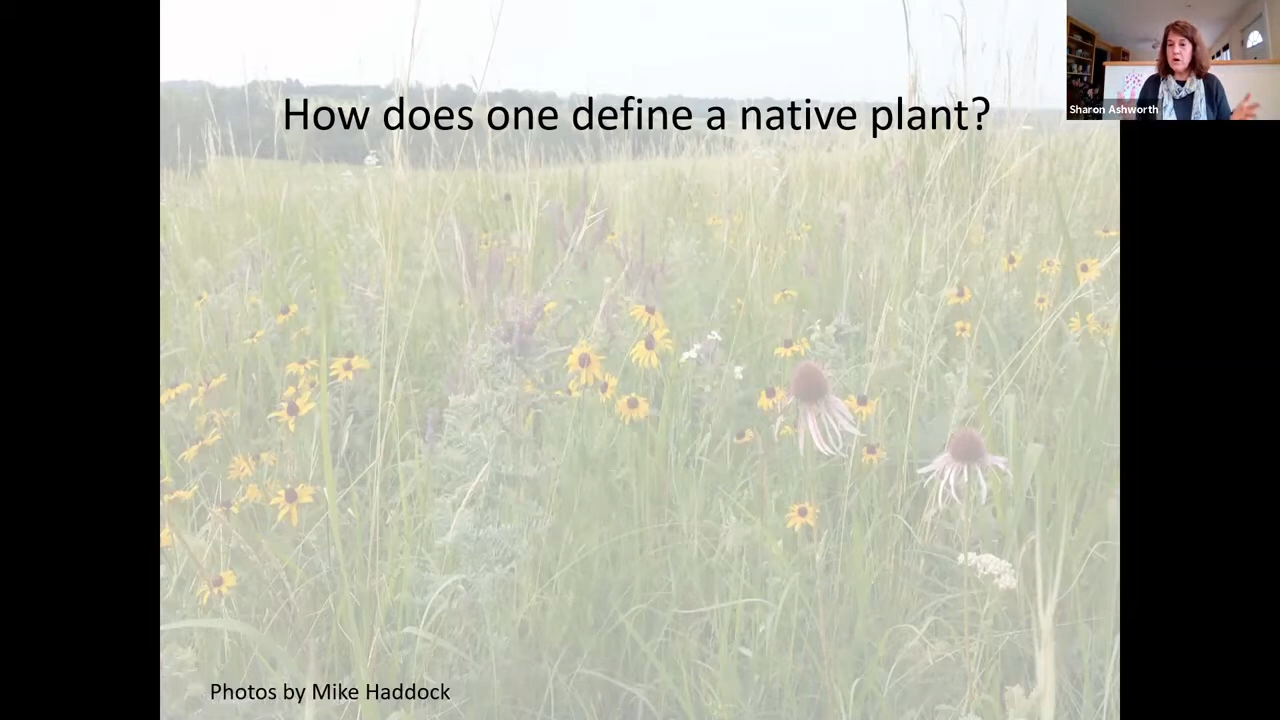 How does one define a native plant?
Sharon Ashworth
Photos by Mike Haddock